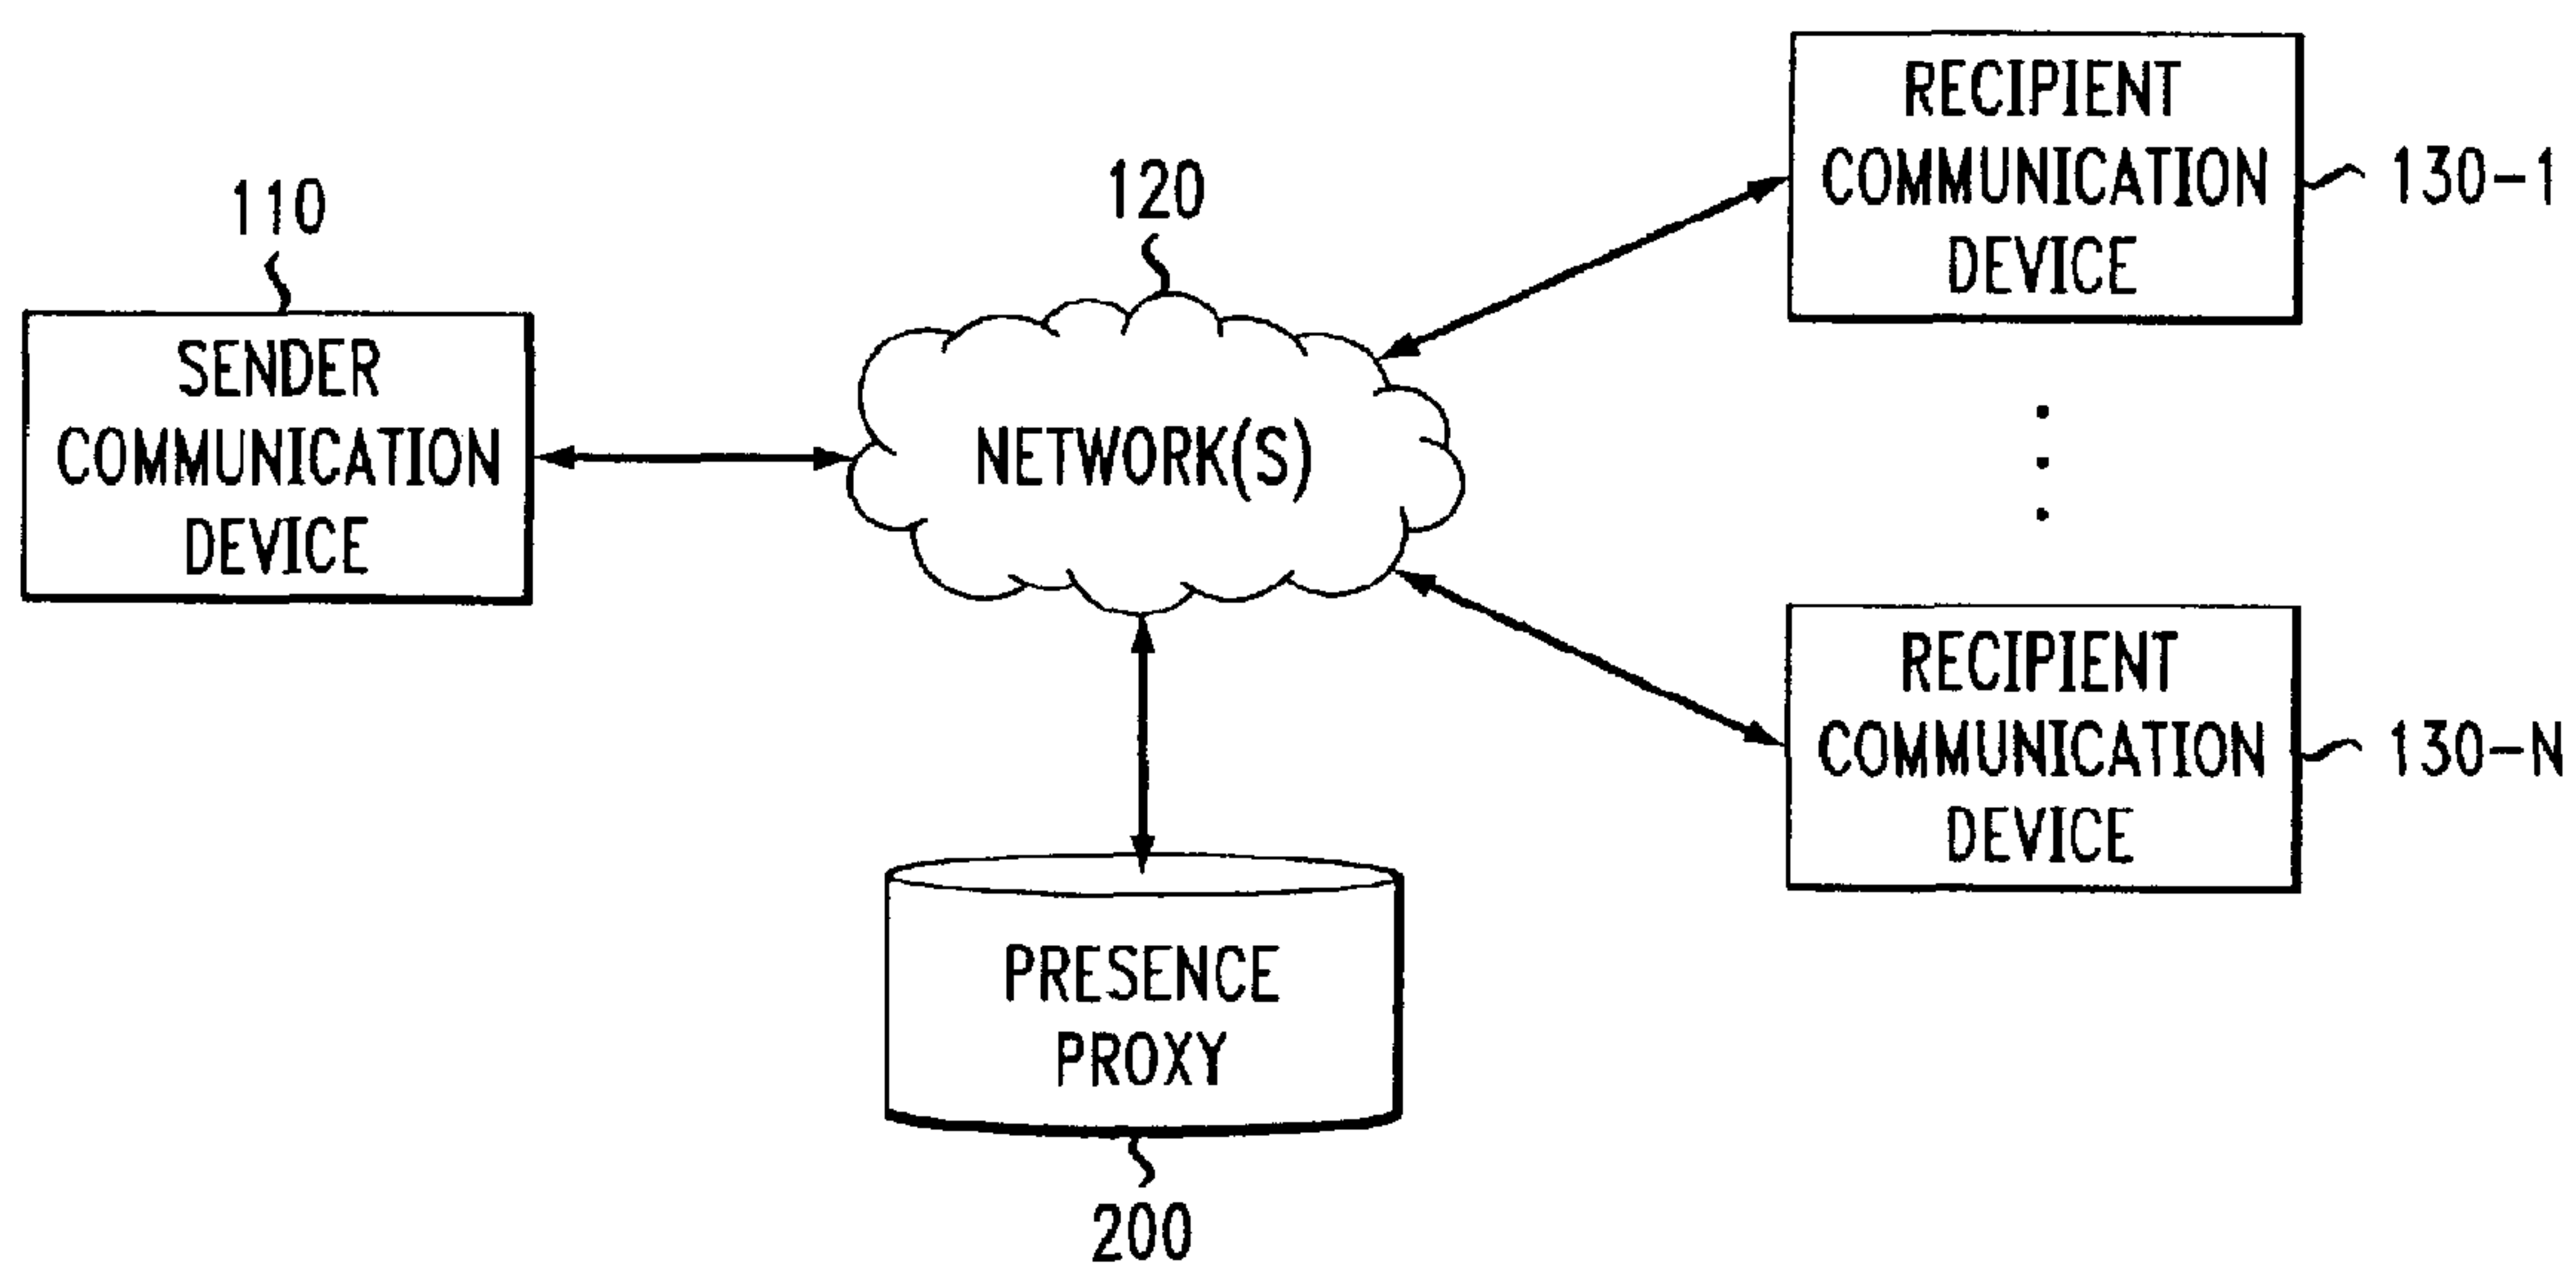 110
SENDER
COMMUNICATION
DEVICE
120
NETWORK(S)
RECIPIENT
COMMUNICATION
DEVICE
130-1
RECIPIENT
COMMUNICATION
DEVICE
130-N
PRESENCE
PROXY
200